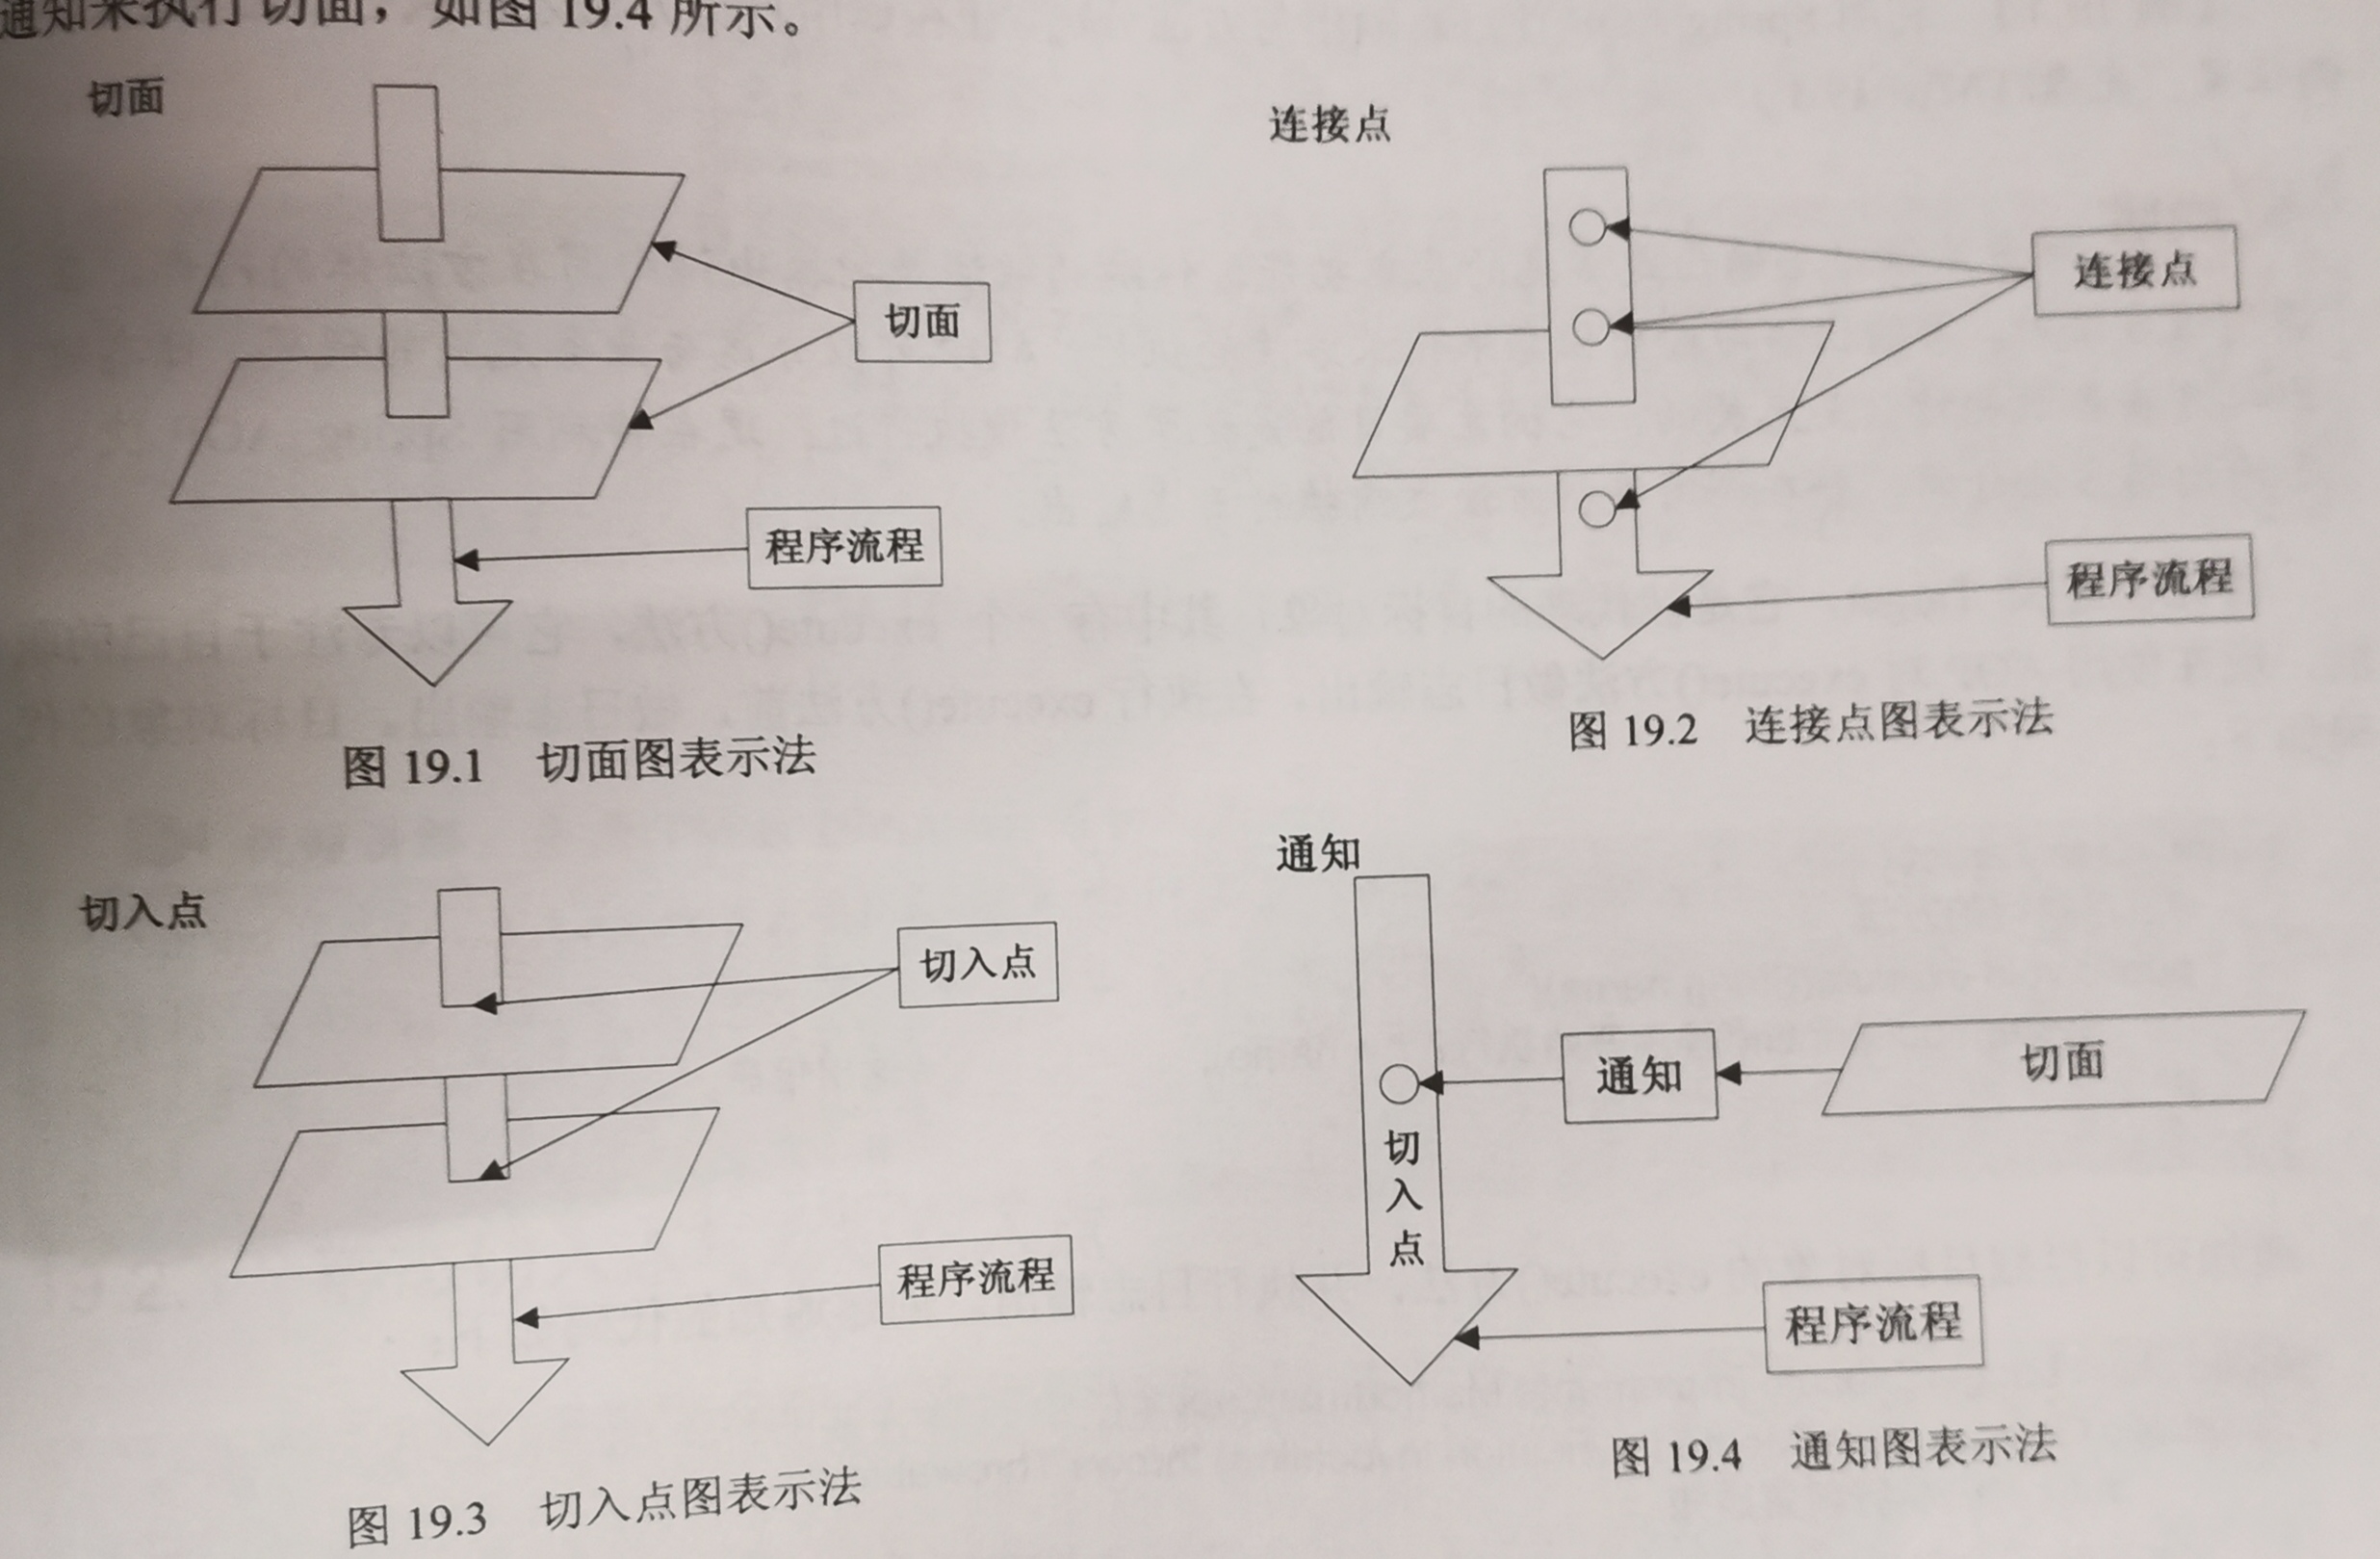 通知来执行切面，如图 19.4 所示。
切面
切面
程序流程
图 19.1 切面图表示法
连接点
连接点
程序流程
图 19.2 连接点图表示法
切入点
切入点
程序流程
图 19.3 切入点图表示法
通知
通知
切面
切入点
程序流程
图 19.4 通知图表示法